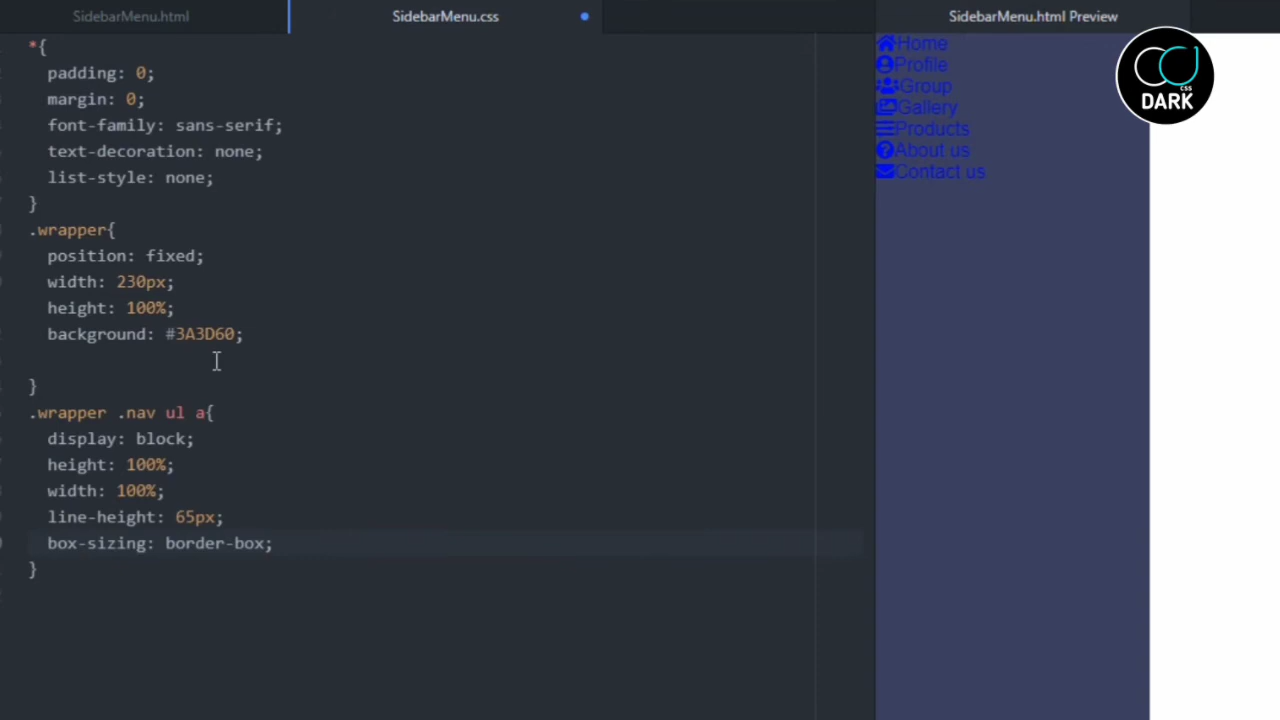 SidebarMenu.html
SidebarMenu.css
SidebarMenu.html Preview
*{
padding: 0;
margin: 0;
font-family: sans-serif;
text-decoration: none;
list-style: none;
}
.wrapper{
position: fixed;
width: 230px;
height: 100%;
background: #3A3D60;
}
.wrapper .nav ul a{
display: block;
height: 100%;
width: 100%;
line-height: 65px;
box-sizing: border-box;
}
Home
Profile
Group
Gallery
Products
About us
Contact us
css
DARK